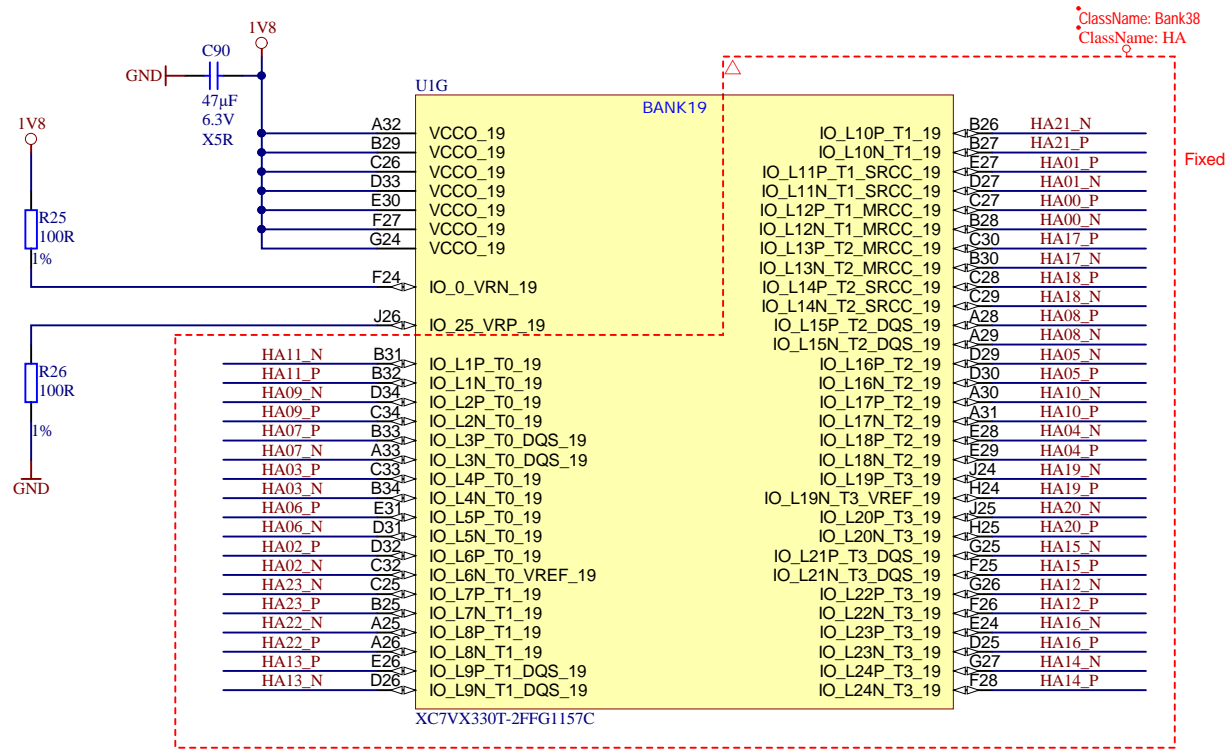 ClassName: Bank38
ClassName: HA
Fixed
1V8
C90
GND
47µF
6.3V
X5R
1V8
R25
100R
1%
R26
100R
1%
GND
U1G
BANK19
A32 VCCO_19
B29 VCCO_19
C26 VCCO_19
D33 VCCO_19
E30 VCCO_19
F27 VCCO_19
G24 VCCO_19
F24 IO_0_VRN_19
J26 IO_25_VRP_19
HA11_N B31 IO_L1P_T0_19
HA11_P B32 IO_L1N_T0_19
HA09_N D34 IO_L2P_T0_19
HA09_P C34 IO_L2N_T0_19
HA07_P B33 IO_L3P_T0_DQS_19
HA07_N A33 IO_L3N_T0_DQS_19
HA03_P C33 IO_L4P_T0_19
HA03_N B34 IO_L4N_T0_19
HA06_P E31 IO_L5P_T0_19
HA06_N D31 IO_L5N_T0_19
HA02_P D32 IO_L6P_T0_19
HA02_N C32 IO_L6N_T0_VREF_19
HA23_N C25 IO_L7P_T1_19
HA23_P B25 IO_L7N_T1_19
HA22_N A25 IO_L8P_T1_19
HA22_P A26 IO_L8N_T1_19
HA13_P E26 IO_L9P_T1_DQS_19
HA13_N D26 IO_L9N_T1_DQS_19
IO_L10P_T1_19 B26 HA21_N
IO_L10N_T1_19 B27 HA21_P
IO_L11P_T1_SRCC_19 E27 HA01_P
IO_L11N_T1_SRCC_19 D27 HA01_N
IO_L12P_T1_MRCC_19 C27 HA00_P
IO_L12N_T1_MRCC_19 B28 HA00_N
IO_L13P_T2_MRCC_19 C30 HA17_P
IO_L13N_T2_MRCC_19 B30 HA17_N
IO_L14P_T2_SRCC_19 C28 HA18_P
IO_L14N_T2_SRCC_19 C29 HA18_N
IO_L15P_T2_DQS_19 A28 HA08_P
IO_L15N_T2_DQS_19 A29 HA08_N
IO_L16P_T2_19 D29 HA05_N
IO_L16N_T2_19 D30 HA05_P
IO_L17P_T2_19 A30 HA10_N
IO_L17N_T2_19 A31 HA10_P
IO_L18P_T2_19 E28 HA04_N
IO_L18N_T2_19 E29 HA04_P
IO_L19P_T3_19 J24 HA19_N
IO_L19N_T3_VREF_19 H24 HA19_P
IO_L20P_T3_19 J25 HA20_N
IO_L20N_T3_19 H25 HA20_P
IO_L21P_T3_DQS_19 G25 HA15_N
IO_L21N_T3_DQS_19 F25 HA15_P
IO_L22P_T3_19 G26 HA12_N
IO_L22N_T3_19 F26 HA12_P
IO_L23P_T3_19 E24 HA16_N
IO_L23N_T3_19 D25 HA16_P
IO_L24P_T3_19 G27 HA14_N
IO_L24N_T3_19 F28 HA14_P
XC7VX330T-2FFG1157C